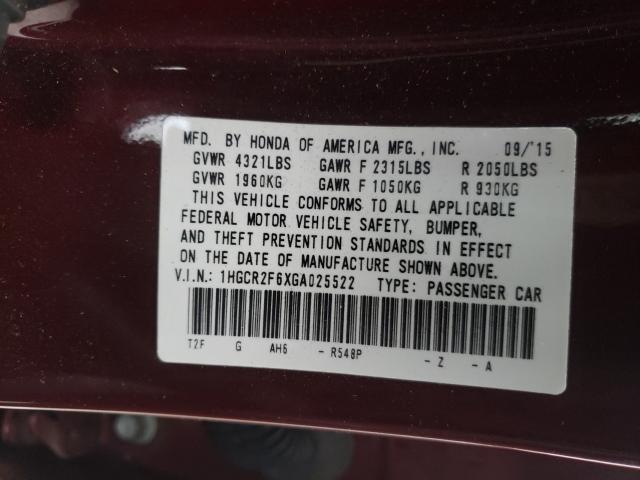 MFD. BY HONDA OF AMERICA MFG., INC. 09/'15
GVWR 4321LBS GAWR F 2315LBS R 2050LBS
GVWR 1960KG GAWR F 1050KG R 930KG
THIS VEHICLE CONFORMS TO ALL APPLICABLE
FEDERAL MOTOR VEHICLE SAFETY, BUMPER,
AND THEFT PREVENTION STANDARDS IN EFFECT
ON THE DATE OF MANUFACTURE SHOWN ABOVE.
V.I.N.: 1HGCR2F6XGA025522 TYPE: PASSENGER CAR
T2F G AH6 - R548P - Z - A